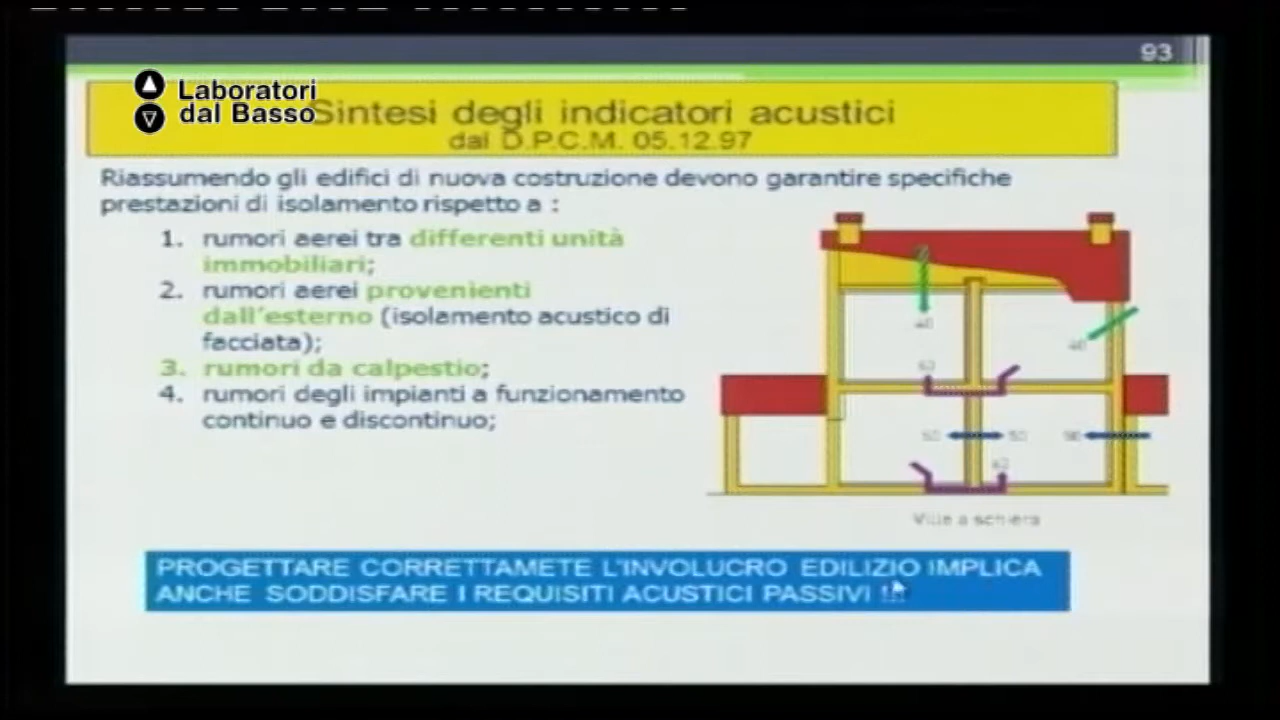 93
Laboratori
dal Basso
Sintesi degli indicatori acustici
dal D.P.C.M. 05.12.97
Riassumendo gli edifici di nuova costruzione devono garantire specifiche
prestazioni di isolamento rispetto a :
1. rumori aerei tra differenti unità
immobiliari;
2. rumori aerei provenienti
dall'esterno (isolamento acustico di
facciata);
3. rumori da calpestio;
4. rumori degli impianti a funzionamento
continuo e discontinuo;
40
40
63
50
50
Ville a schiera
PROGETTARE CORRETTAMETE L'INVOLUCRO EDILIZIO IMPLICA
ANCHE SODDISFARE I REQUISITI ACUSTICI PASSIVI !!!